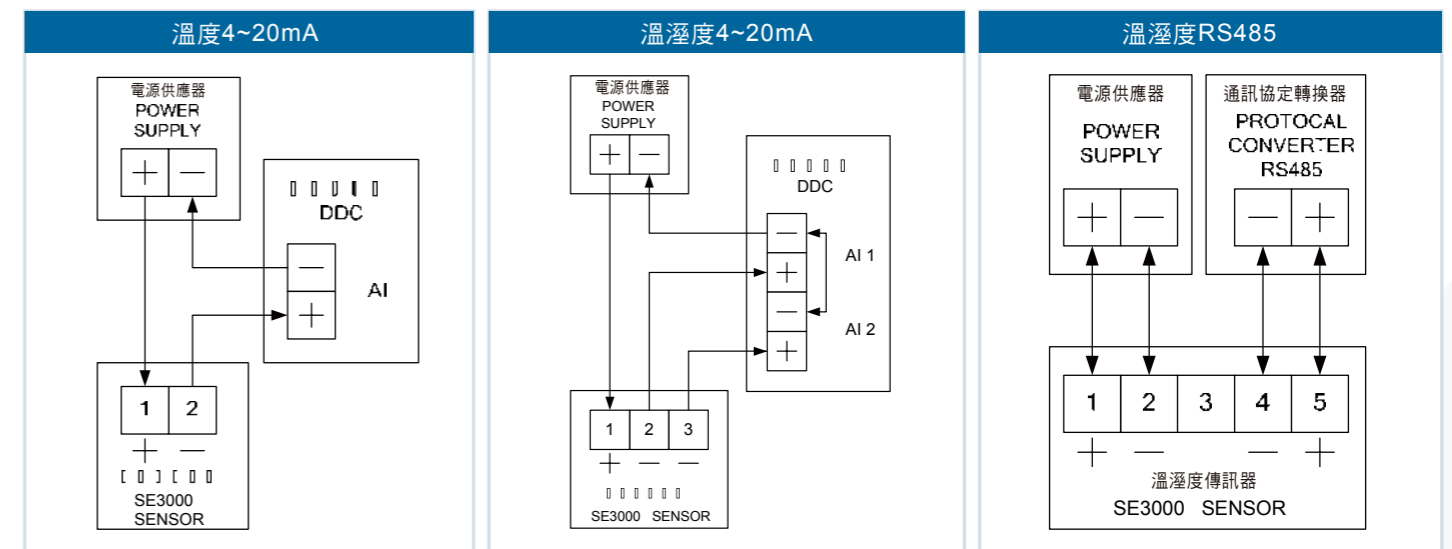 溫度4~20mA
電源供應器
POWER
SUPPLY
+ —
DDC
—
+
AI
1 2
+ —
SE3000
SENSOR
溫溼度4~20mA
電源供應器
POWER
SUPPLY
+ —
DDC
—
+
AI 1
—
+
AI 2
1 2 3
+ — —
SE3000 SENSOR
溫溼度RS485
電源供應器
POWER
SUPPLY
+ —
通訊協定轉換器
PROTOCAL
CONVERTER
RS485
— +
1 2 3 4 5
+ — — +
溫溼度傳訊器
SE3000 SENSOR